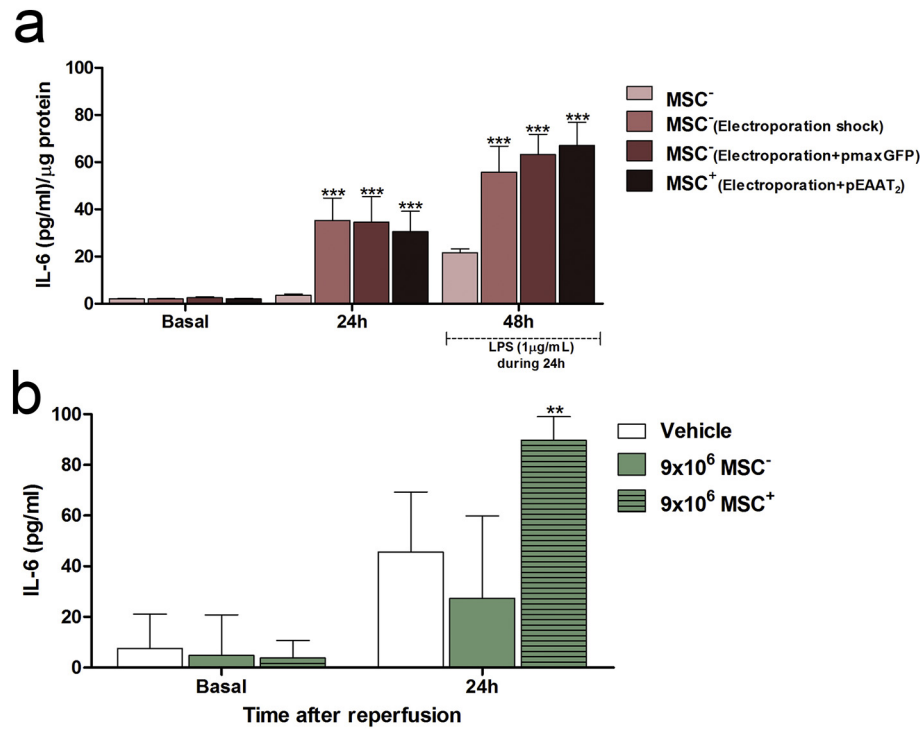 a
IL-6 (pg/ml)/μg protein
100
80
60
40
20
0
*** *** ***
*** *** ***
Basal 24h 48h
LPS (1μg/mL)
during 24h
MSC⁻
MSC⁻(Electroporation shock)
MSC⁻(Electroporation+pmaxGFP)
MSC⁺(Electroporation+pEAAT₂)
b
IL-6 (pg/ml)
100
80
60
40
20
0
**
Basal 24h
Time after reperfusion
Vehicle
9x10⁶ MSC⁻
9x10⁶ MSC⁺